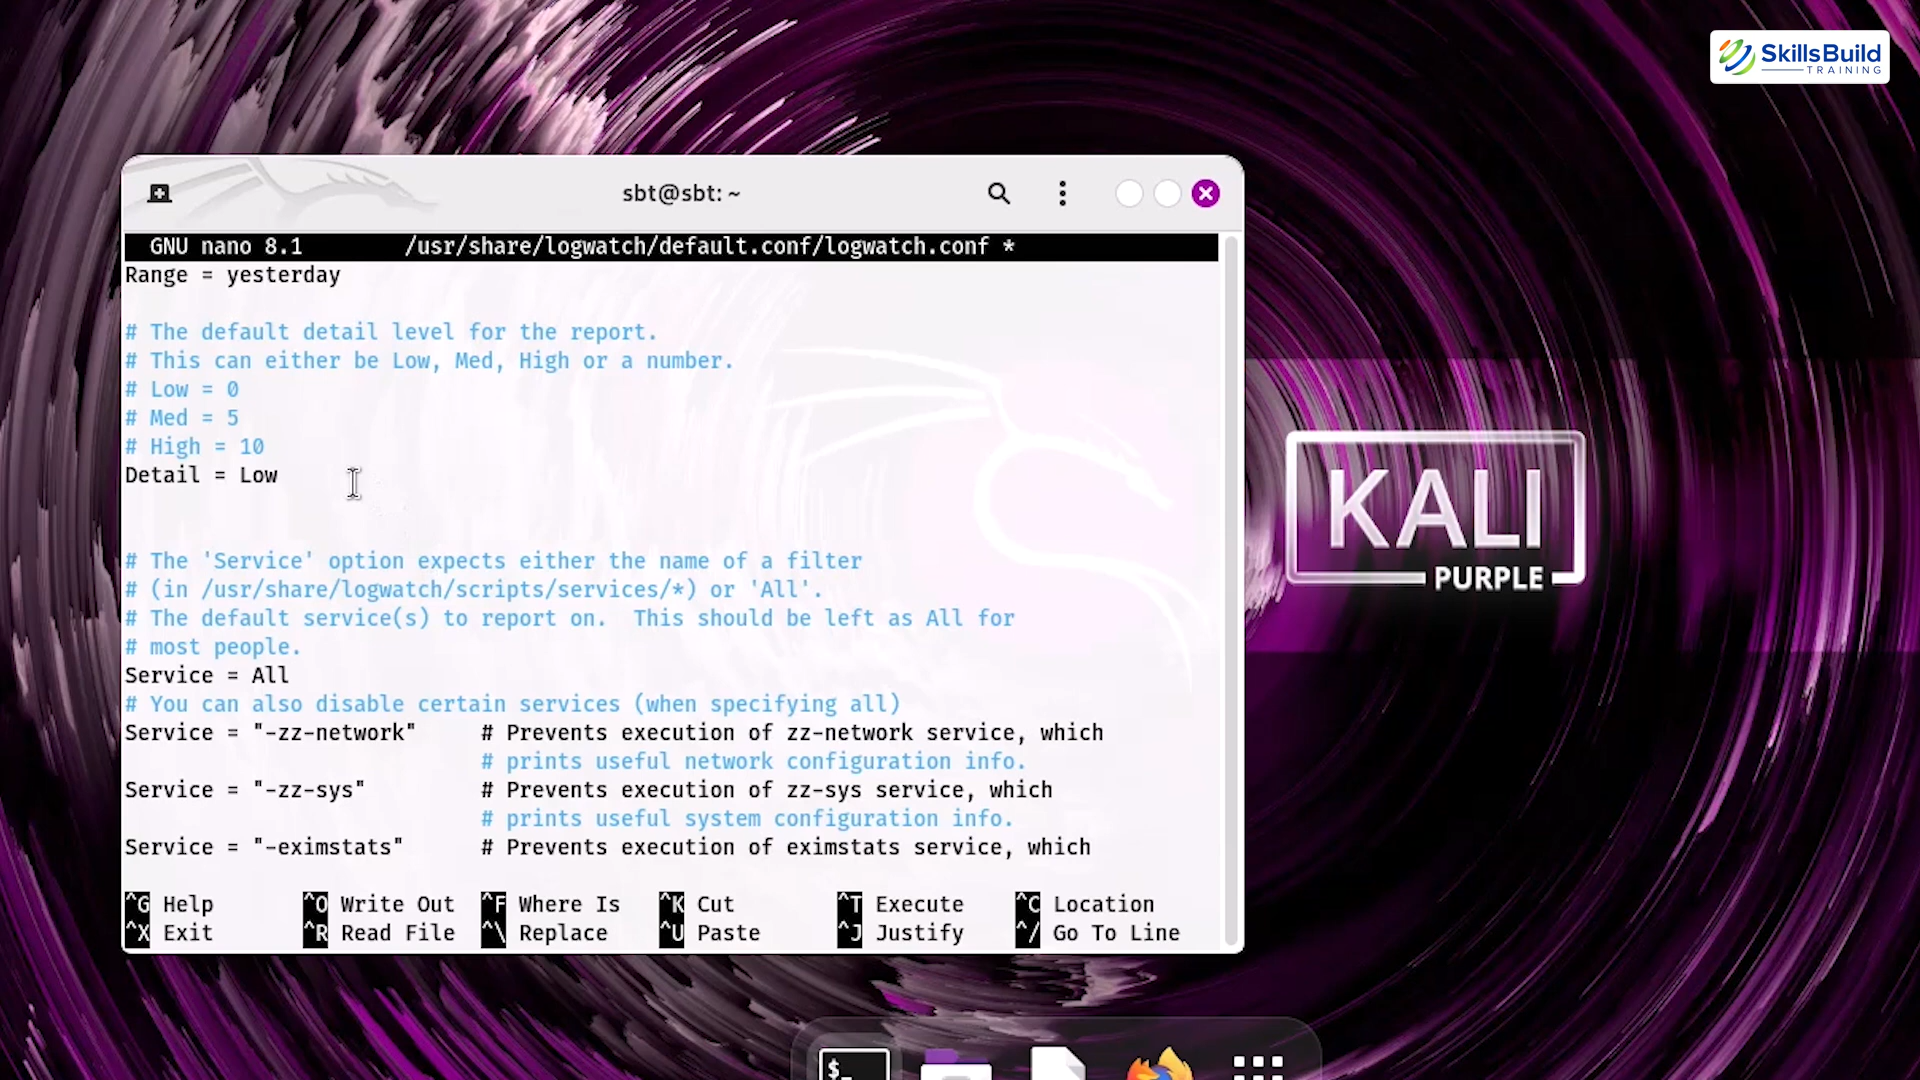 SkillsBuild
TRAINING
sbt@sbt: ~
GNU nano 8.1 /usr/share/logwatch/default.conf/logwatch.conf *
Range = yesterday
# The default detail level for the report.
# This can either be Low, Med, High or a number.
# Low = 0
# Med = 5
# High = 10
Detail = Low
# The 'Service' option expects either the name of a filter
# (in /usr/share/logwatch/scripts/services/*) or 'All'.
# The default service(s) to report on.  This should be left as All for
# most people.
Service = All
# You can also disable certain services (when specifying all)
Service = "-zz-network" # Prevents execution of zz-network service, which
# prints useful network configuration info.
Service = "-zz-sys" # Prevents execution of zz-sys service, which
# prints useful system configuration info.
Service = "-eximstats" # Prevents execution of eximstats service, which
^G Help ^O Write Out ^F Where Is ^K Cut ^T Execute ^C Location
^X Exit ^R Read File ^\ Replace ^U Paste ^J Justify ^/ Go To Line
KALI
PURPLE
$_